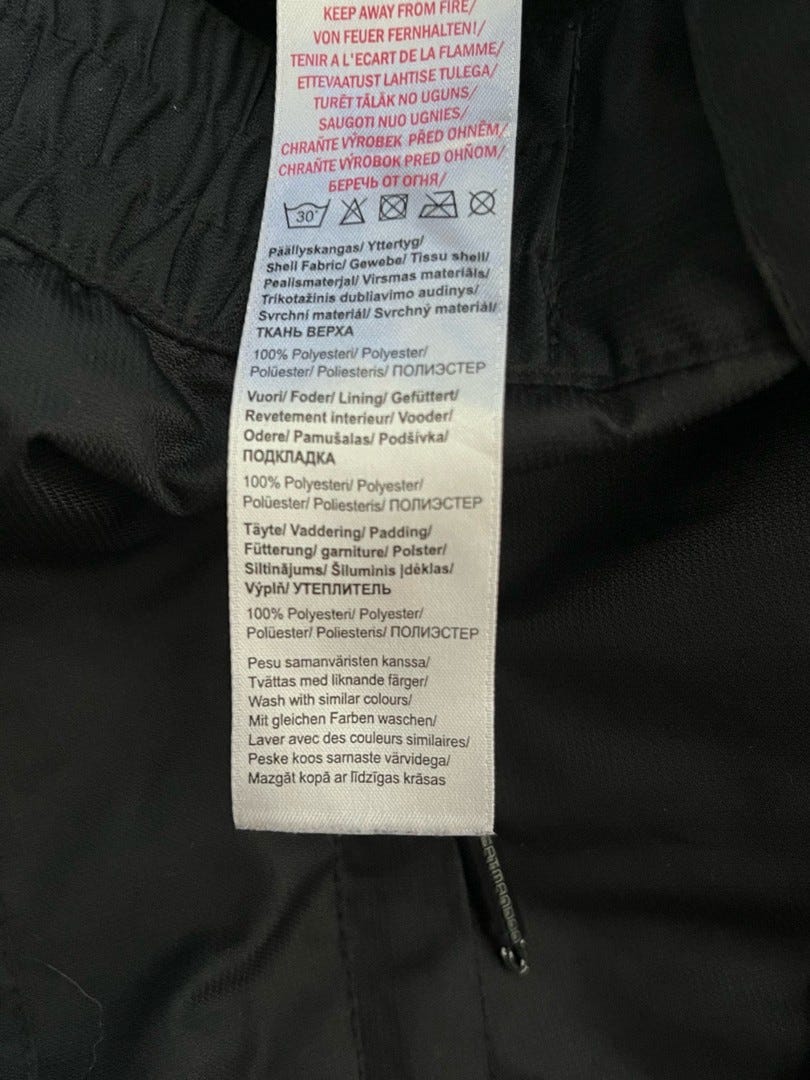 KEEP AWAY FROM FIRE/
VON FEUER FERNHALTEN!/
TENIR A L'ECART DE LA FLAMME/
ETTEVAATUST LAHTISE TULEGA/
TURĒT TĀLĀK NO UGUNS/
SAUGOTI NUO UGNIES/
CHRAŇTE VÝROBEK PŘED OHNĚM/
CHRAŇTE VÝROBOK PRED OHŇOM/
БЕРЕЧЬ ОТ ОГНЯ/
30°
Päällyskangas/ Yttertyg/
Shell Fabric/ Gewebe/ Tissu shell/
Pealismaterjal/ Virsmas materiāls/
Trikotažinis dubliavimo audinys/
Svrchní materiál/ Svrchný materiál/
ТКАНЬ ВЕРХА
100% Polyesteri/ Polyester/
Polüester/ Poliesteris/ ПОЛИЭСТЕР
Vuori/ Foder/ Lining/ Gefüttert/
Revetement interieur/ Vooder/
Odere/ Pamušalas/ Podšívka/
ПОДКЛАДКА
100% Polyesteri/ Polyester/
Polüester/ Poliesteris/ ПОЛИЭСТЕР
Täyte/ Vaddering/ Padding/
Fütterung/ garniture/ Polster/
Siltinājums/ Šiluminis Įdėklas/
Výplň/ УТЕПЛИТЕЛЬ
100% Polyesteri/ Polyester/
Polüester/ Poliesteris/ ПОЛИЭСТЕР
Pesu samanväristen kanssa/
Tvättas med liknande färger/
Wash with similar colours/
Mit gleichen Farben waschen/
Laver avec des couleurs similaires/
Peske koos sarnaste värvidega/
Mazgāt kopā ar līdzīgas krāsas